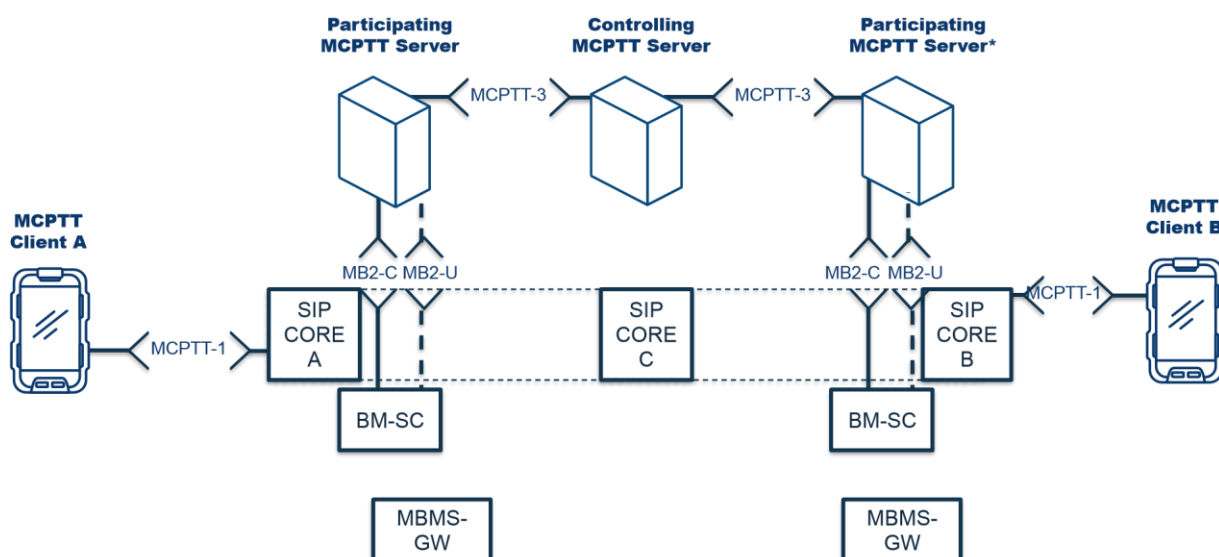 Participating
MCPTT Server
Controlling
MCPTT Server
Participating
MCPTT Server*
MCPTT-3
MCPTT-3
MCPTT
Client A
MCPTT
Client B
MB2-C
MB2-U
MB2-C
MB2-U
MCPTT-1
MCPTT-1
SIP
CORE
A
SIP
CORE
C
SIP
CORE
B
BM-SC
BM-SC
MBMS-
GW
MBMS-
GW